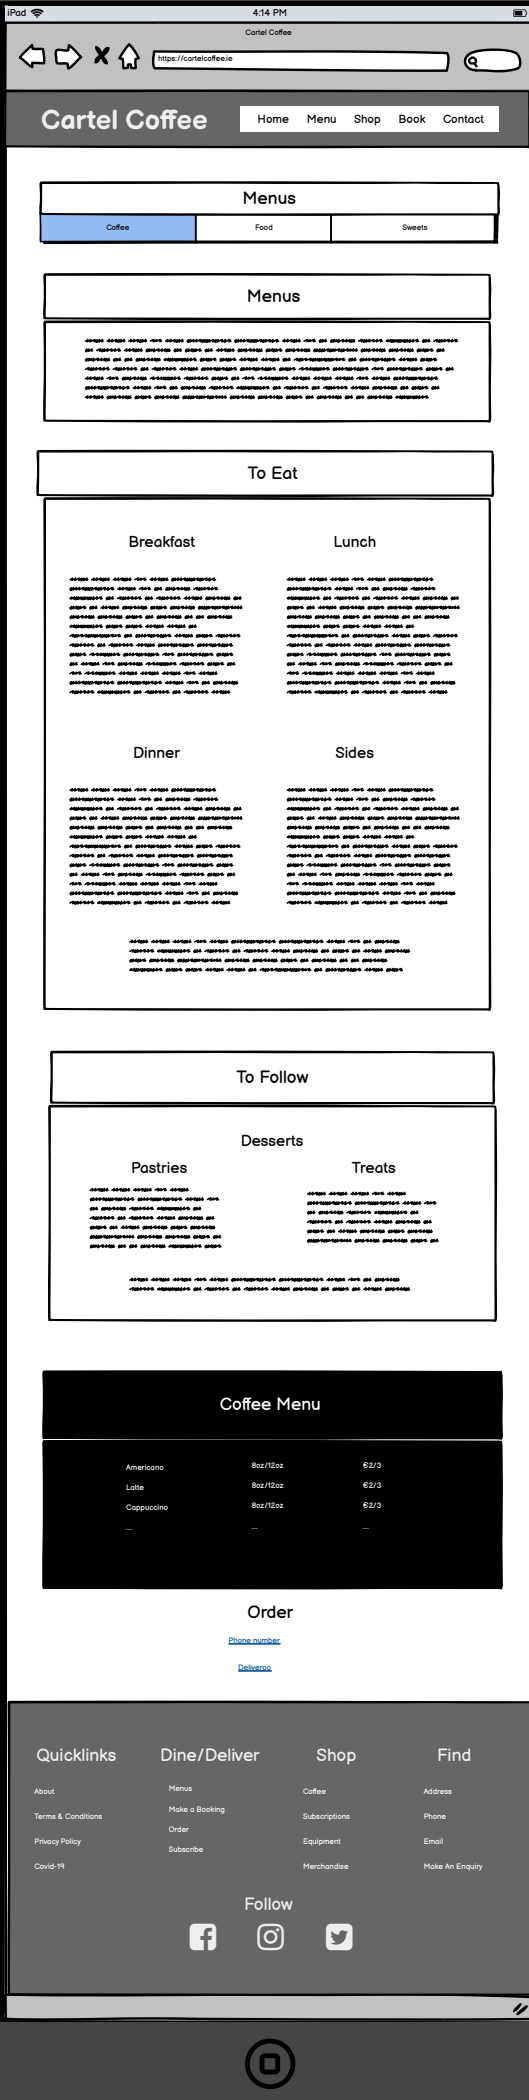 iPad
4:14 PM
Cartel Coffee
https://cartelcoffee.ie
Cartel Coffee
Home Menu Shop Book Contact
Menus
Coffee Food Sweets
Menus
To Eat
Breakfast Lunch
Dinner Sides
To Follow
Desserts
Pastries Treats
Coffee Menu
Americano 8oz/12oz €2/3
Latte 8oz/12oz €2/3
Cappuccino 8oz/12oz €2/3
... ... ...
Order
Phone number
Deliveroo
Quicklinks Dine/Deliver Shop Find
About Menus Coffee Address
Terms & Conditions Make a Booking Subscriptions Phone
Privacy Policy Order Equipment Email
Covid-19 Subscribe Merchandise Make An Enquiry
Follow